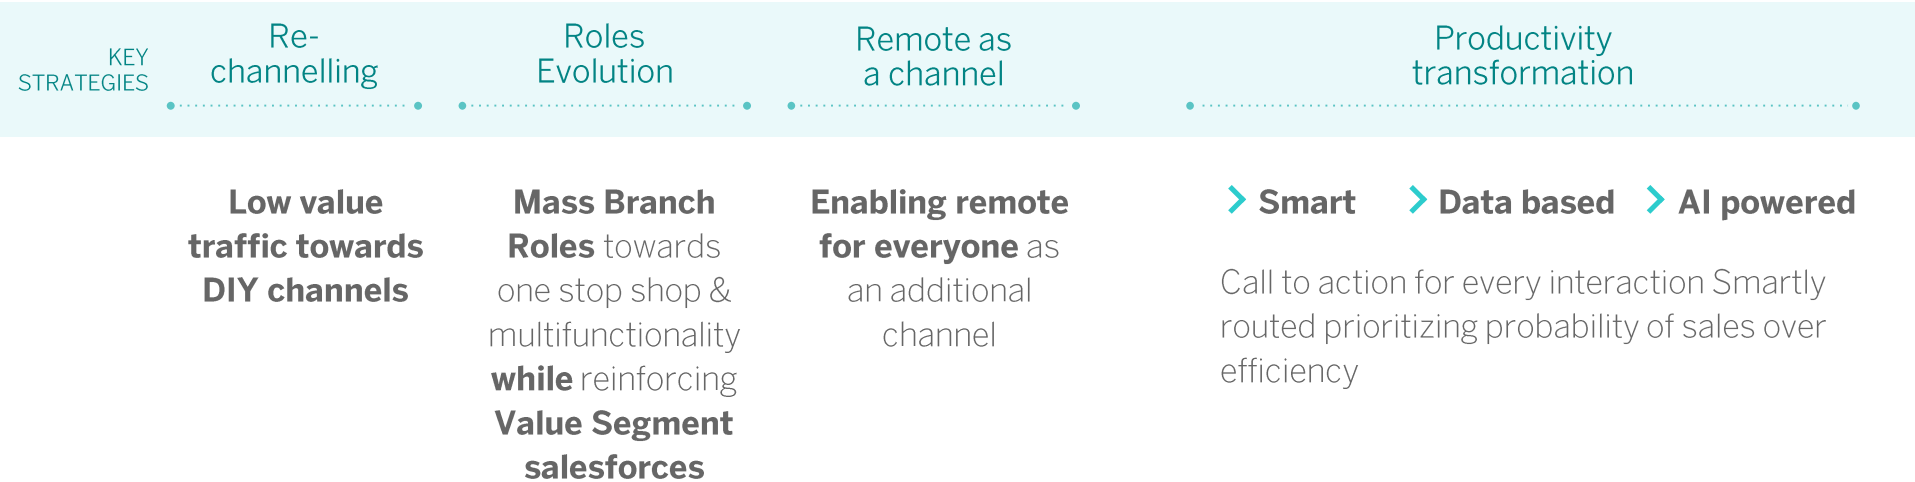 KEY
STRATEGIES
Re-
channelling
Roles
Evolution
Remote as
a channel
Productivity
transformation
Low value
traffic towards
DIY channels
Mass Branch
Roles towards
one stop shop &
multifunctionality
while reinforcing
Value Segment
salesforces
Enabling remote
for everyone as
an additional
channel
Smart
Data based
AI powered
Call to action for every interaction Smartly
routed prioritizing probability of sales over
efficiency